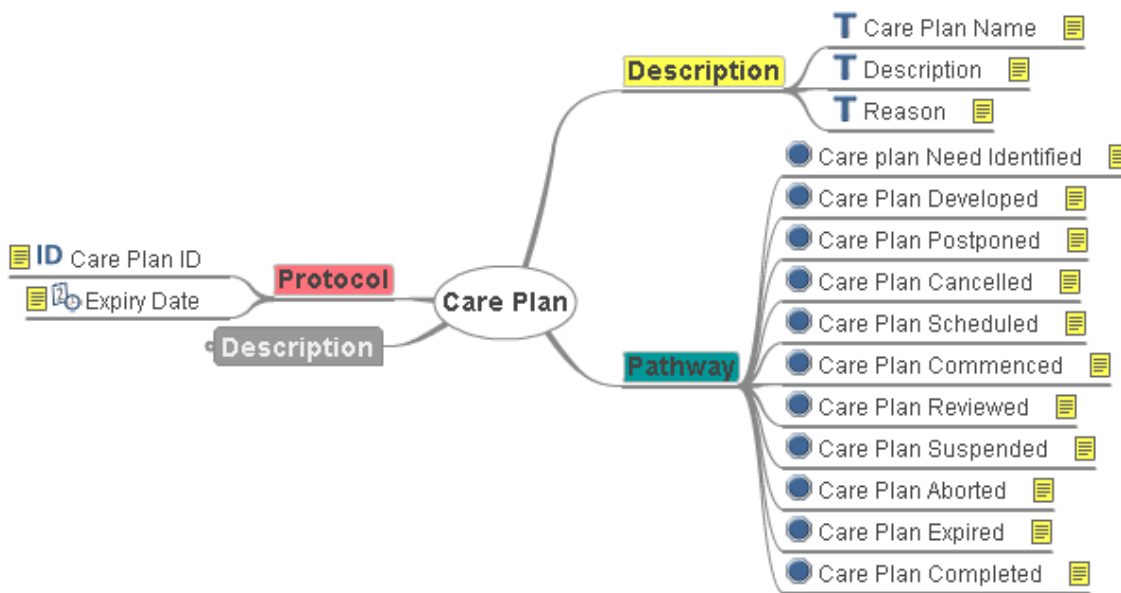 Care Plan
Description
T Care Plan Name
T Description
T Reason
Pathway
Care plan Need Identified
Care Plan Developed
Care Plan Postponed
Care Plan Cancelled
Care Plan Scheduled
Care Plan Commenced
Care Plan Reviewed
Care Plan Suspended
Care Plan Aborted
Care Plan Expired
Care Plan Completed
Protocol
ID Care Plan ID
Expiry Date
Description